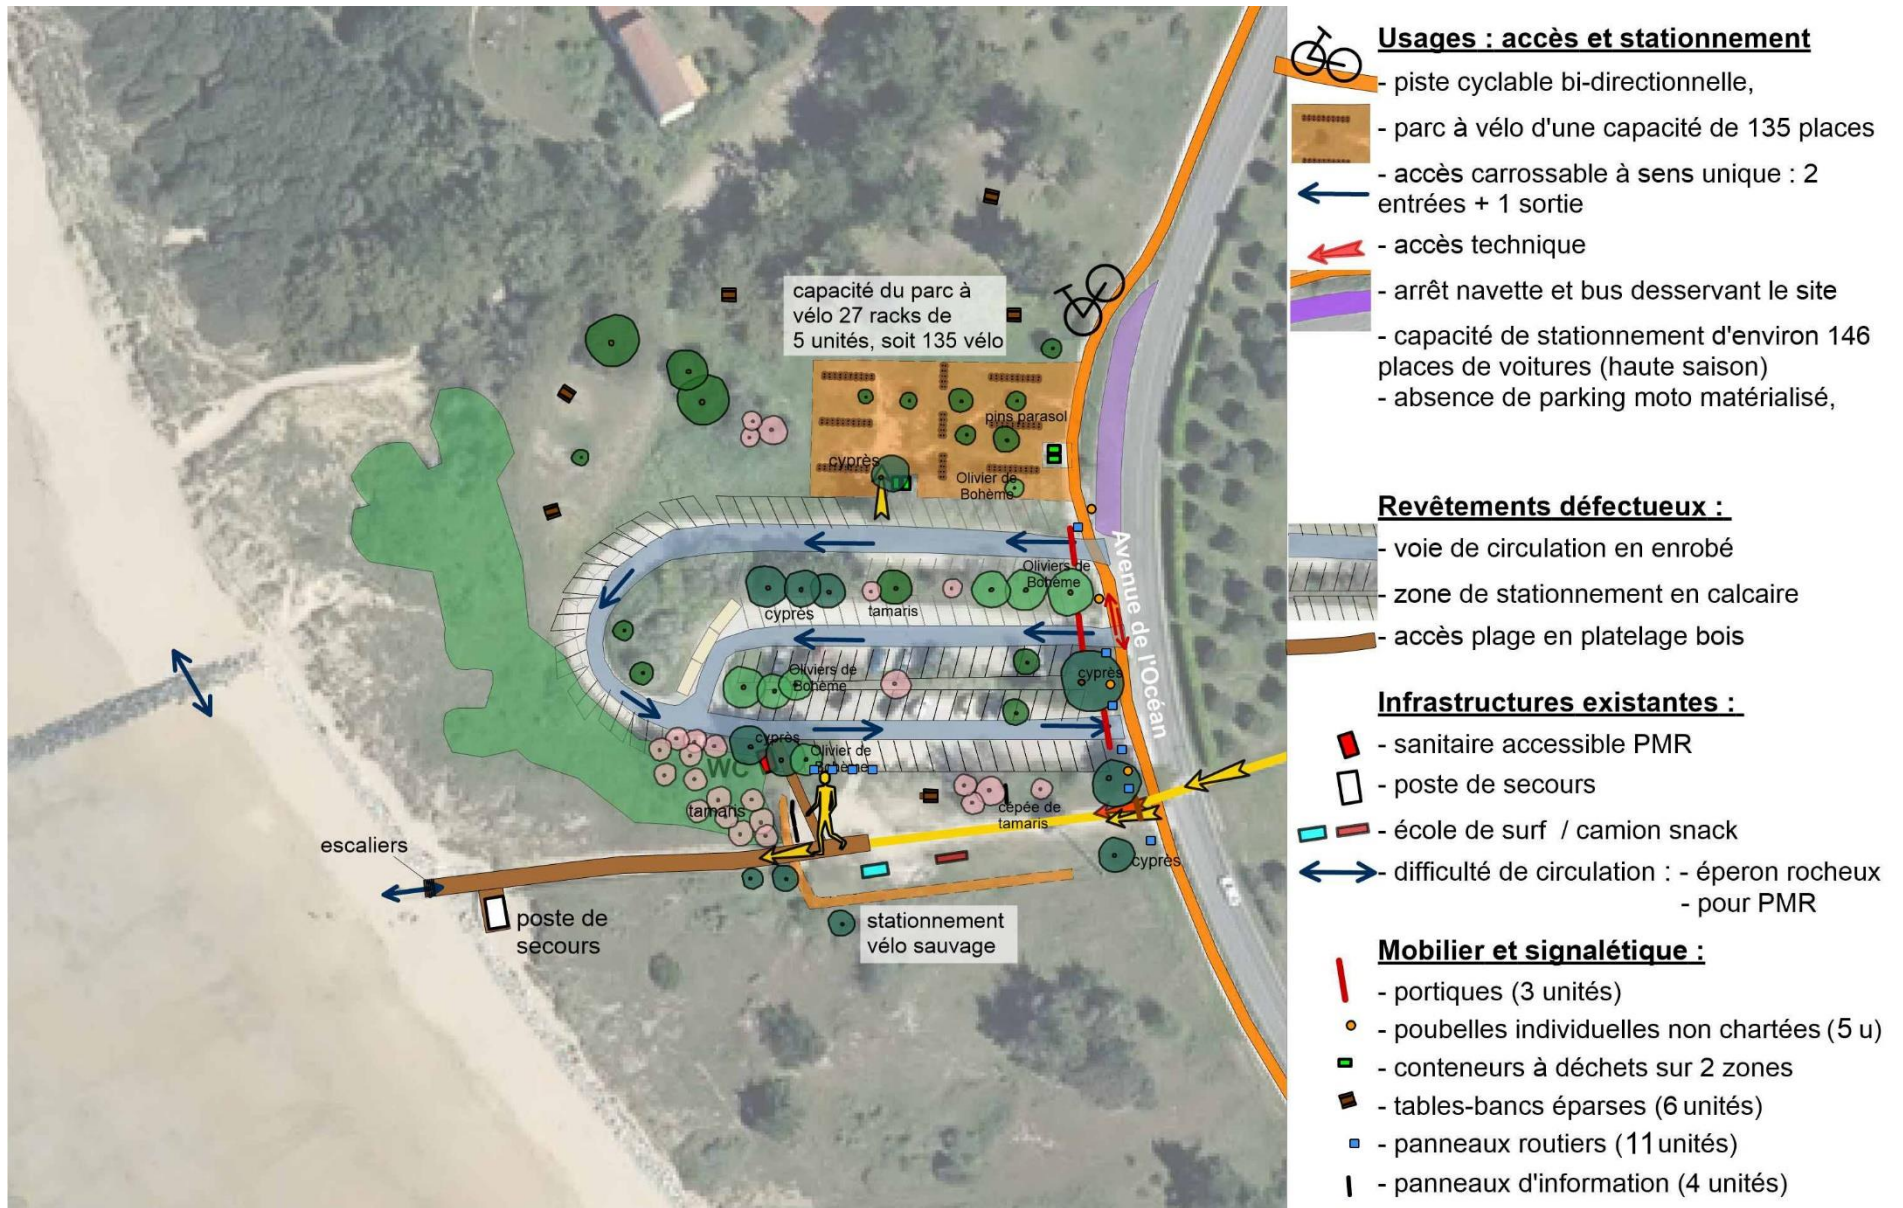 capacité du parc à
vélo 27 racks de
5 unités, soit 135 vélo
pins parasol
cyprès
Olivier de
Bohème
Avenue de l'Océan
Oliviers de
Bohème
cyprès
tamaris
Oliviers de
Bohème
cyprès
cyprès
Olivier de
Bohème
WC
tamaris
cépée de
tamaris
cyprès
escaliers
poste de
secours
stationnement
vélo sauvage
Usages : accès et stationnement
- piste cyclable bi-directionnelle,
- parc à vélo d'une capacité de 135 places
- accès carrossable à sens unique : 2
entrées + 1 sortie
- accès technique
- arrêt navette et bus desservant le site
- capacité de stationnement d'environ 146
places de voitures (haute saison)
- absence de parking moto matérialisé,
Revêtements défectueux :
- voie de circulation en enrobé
- zone de stationnement en calcaire
- accès plage en platelage bois
Infrastructures existantes :
- sanitaire accessible PMR
- poste de secours
- école de surf / camion snack
- difficulté de circulation : - éperon rocheux
- pour PMR
Mobilier et signalétique :
- portiques (3 unités)
- poubelles individuelles non chartées (5 u)
- conteneurs à déchets sur 2 zones
- tables-bancs éparses (6 unités)
- panneaux routiers (11 unités)
- panneaux d'information (4 unités)